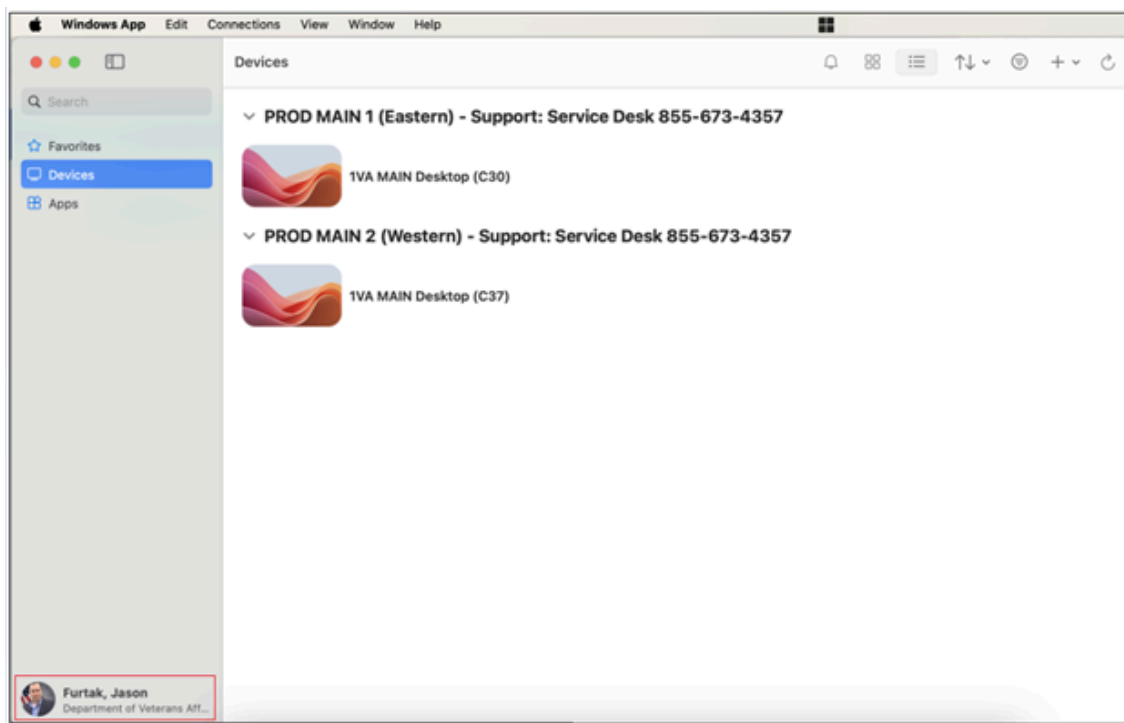 Windows App Edit Connections View Window Help
Devices
Search
Favorites
Devices
Apps
PROD MAIN 1 (Eastern) - Support: Service Desk 855-673-4357
1VA MAIN Desktop (C30)
PROD MAIN 2 (Western) - Support: Service Desk 855-673-4357
1VA MAIN Desktop (C37)
Furtak, Jason
Department of Veterans Aff...